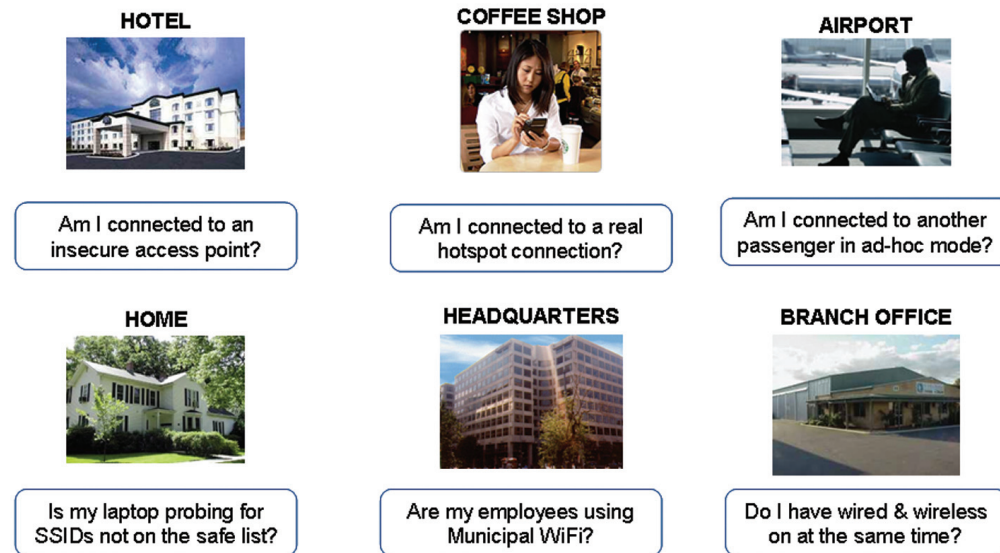 HOTEL
COFFEE SHOP
AIRPORT
Am I connected to an
insecure access point?
Am I connected to a real
hotspot connection?
Am I connected to another
passenger in ad-hoc mode?
HOME
HEADQUARTERS
BRANCH OFFICE
Is my laptop probing for
SSIDs not on the safe list?
Are my employees using
Municipal WiFi?
Do I have wired & wireless
on at the same time?